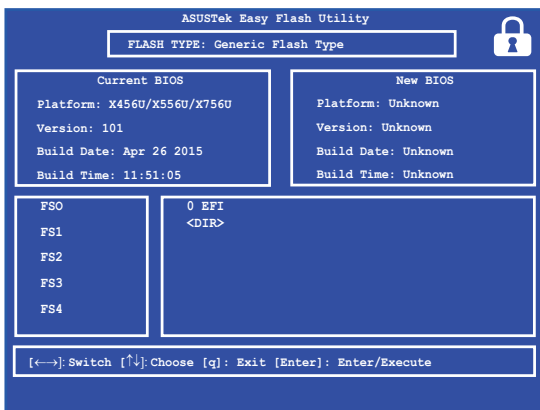 ASUSTek Easy Flash Utility
FLASH TYPE: Generic Flash Type
Current BIOS
Platform: X456U/X556U/X756U
Version: 101
Build Date: Apr 26 2015
Build Time: 11:51:05
New BIOS
Platform: Unknown
Version: Unknown
Build Date: Unknown
Build Time: Unknown
FSO
FS1
FS2
FS3
FS4
0 EFI
<DIR>
[←→]: Switch [↑↓]: Choose [q]: Exit [Enter]: Enter/Execute